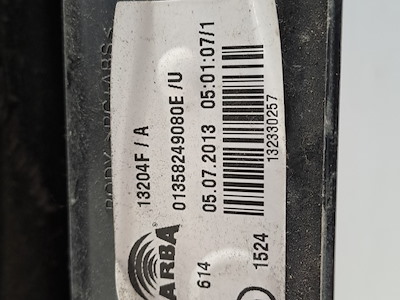 BODY >PC/ABS<
13204F / A
01358249080E /U
05.07.2013 05:01:07/1
132330257
ARBA
614
1524